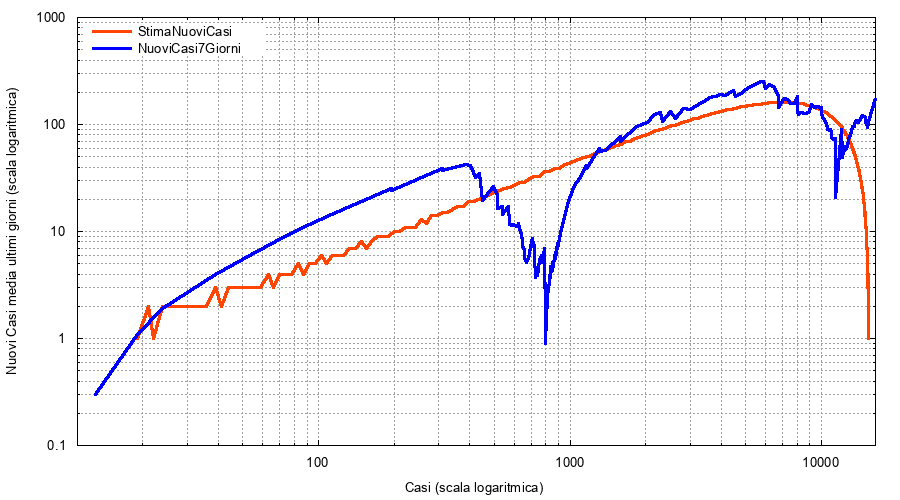 1000
StimaNuoviCasi
NuoviCasi7Giorni
100
10
1
0.1
Nuovi Casi media ultimi giorni (scala logaritmica)
100
1000
10000
Casi (scala logaritmica)